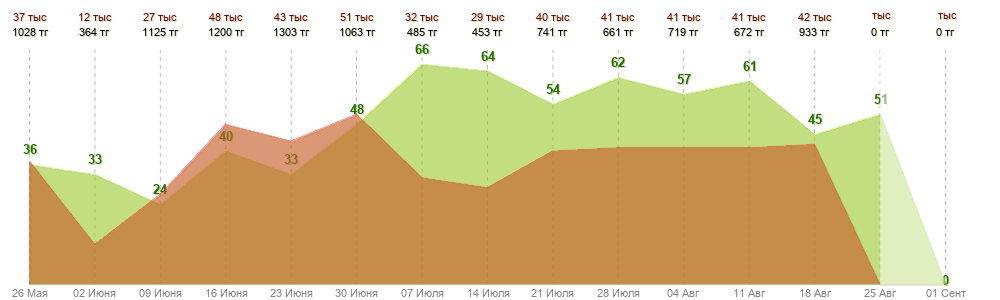 37 тыс 12 тыс 27 тыс 48 тыс 43 тыс 51 тыс 32 тыс 29 тыс 40 тыс 41 тыс 41 тыс 41 тыс 42 тыс тыс тыс
1028 тг 364 тг 1125 тг 1200 тг 1303 тг 1063 тг 485 тг 453 тг 741 тг 661 тг 719 тг 672 тг 933 тг 0 тг 0 тг
36 33 24 40 33 48 66 64 54 62 57 61 45 51 0
26 Мая 02 Июня 09 Июня 16 Июня 23 Июня 30 Июня 07 Июля 14 Июля 21 Июля 28 Июля 04 Авг 11 Авг 18 Авг 25 Авг 01 Сент